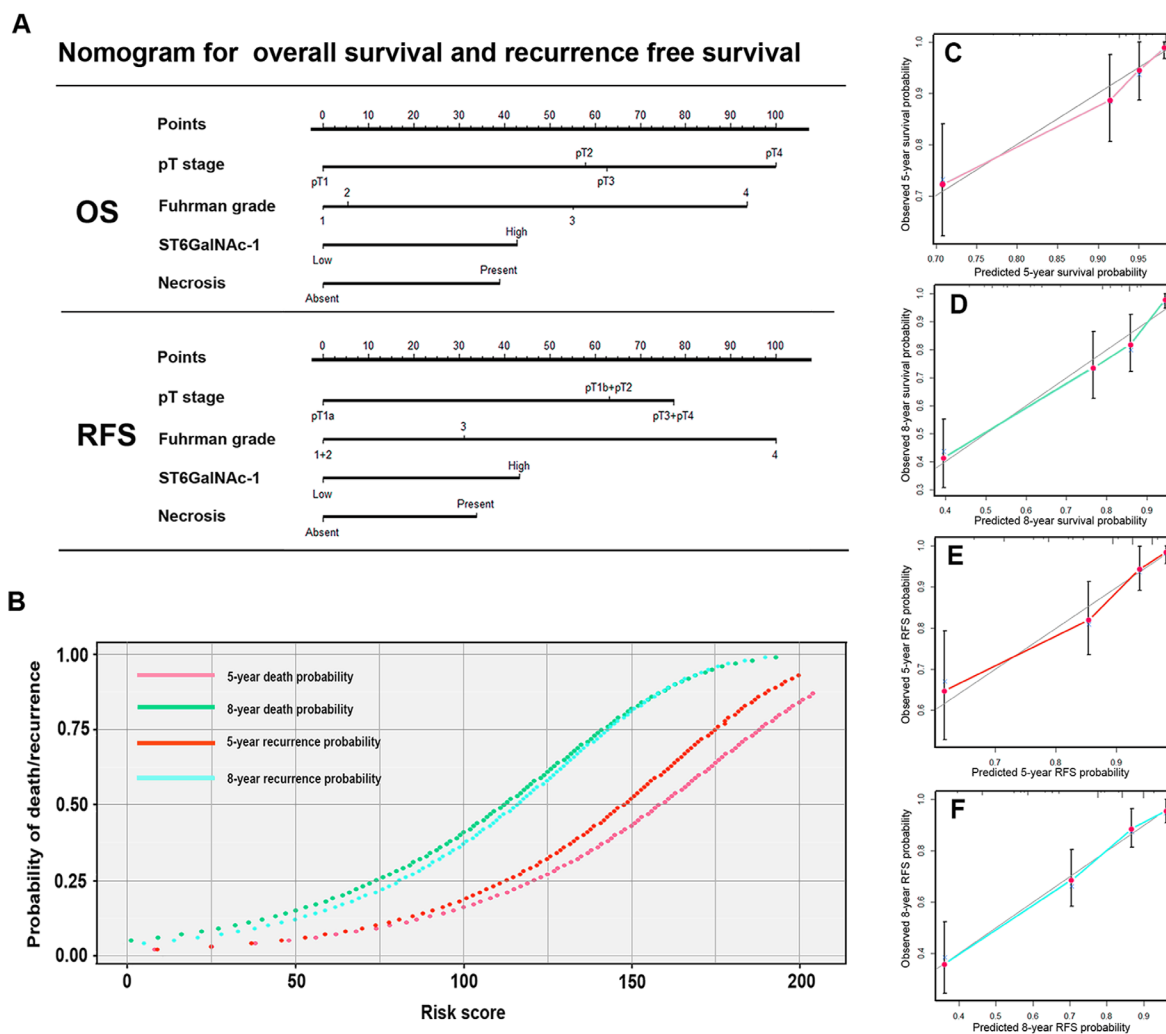 A
Nomogram for overall survival and recurrence free survival
OS
Points
0 10 20 30 40 50 60 70 80 90 100
pT stage
pT2 pT4
pT1 pT3
Fuhrman grade
2 4
1 3
ST6GalNAc-1
High
Low
Necrosis
Present
Absent
RFS
Points
0 10 20 30 40 50 60 70 80 90 100
pT stage
pT1b+pT2
pT1a pT3+pT4
Fuhrman grade
3
1+2 4
ST6GalNAc-1
High
Low
Necrosis
Present
Absent
B
Probability of death/recurrence
1.00
0.75
0.50
0.25
0.00
5-year death probability
8-year death probability
5-year recurrence probability
8-year recurrence probability
0 50 100 150 200
Risk score
C
Observed 5-year survival probability
1.0
0.9
0.8
0.7
0.70 0.75 0.80 0.85 0.90 0.95
Predicted 5-year survival probability
D
Observed 8-year survival probability
1.0
0.9
0.8
0.7
0.6
0.5
0.4
0.3
0.4 0.5 0.6 0.7 0.8 0.9
Predicted 8-year survival probability
E
Observed 5-year RFS probability
1.0
0.9
0.8
0.7
0.6
0.7 0.8 0.9
Predicted 5-year RFS probability
F
Observed 8-year RFS probability
1.0
0.8
0.6
0.4
0.4 0.5 0.6 0.7 0.8 0.9
Predicted 8-year RFS probability